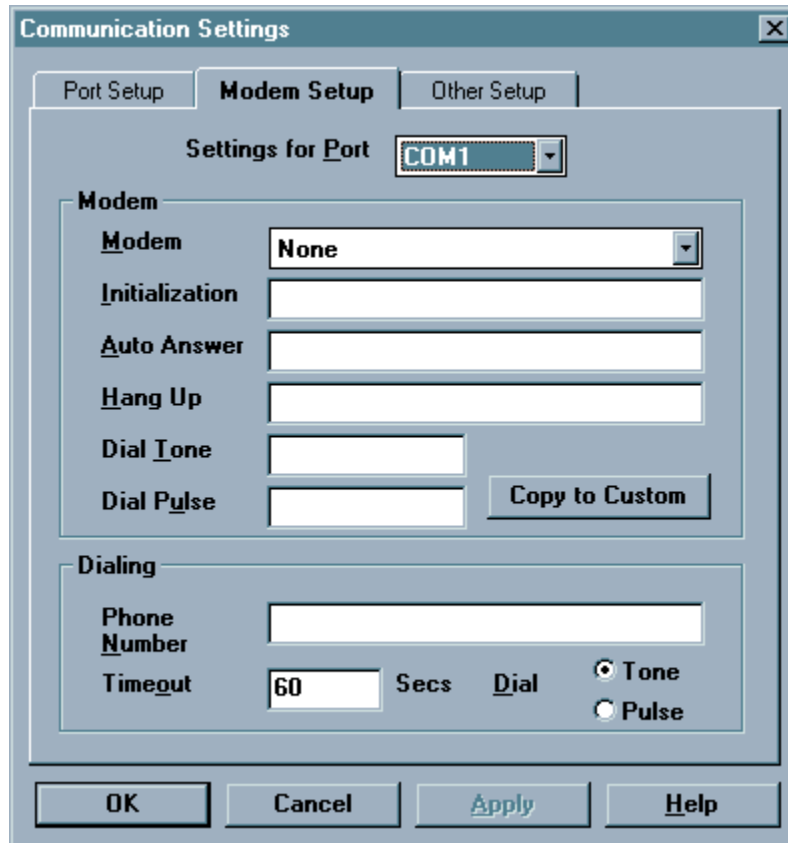 Communication Settings
Port Setup Modem Setup Other Setup
Settings for Port COM1
Modem
Modem None
Initialization
Auto Answer
Hang Up
Dial Tone
Dial Pulse Copy to Custom
Dialing
Phone
Number
Timeout 60 Secs Dial Tone
Pulse
OK Cancel Apply Help